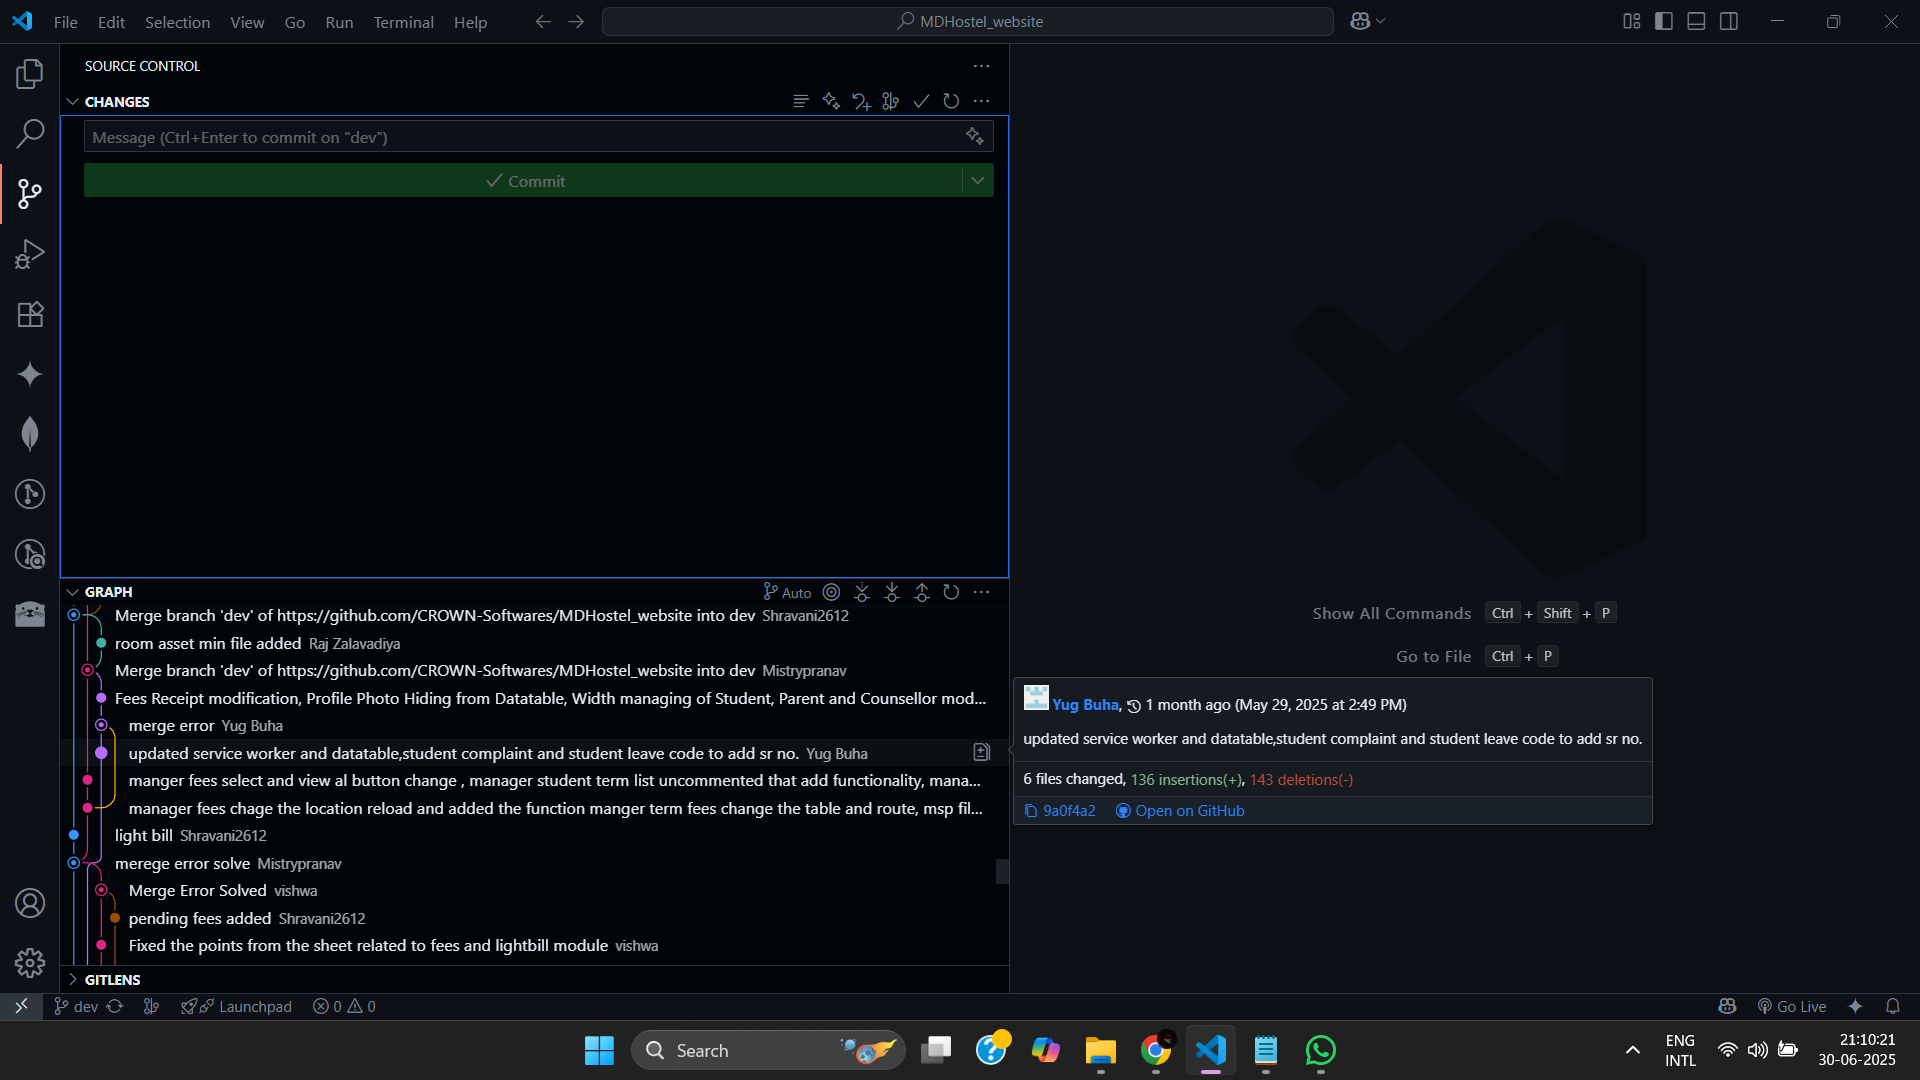 File Edit Selection View Go Run Terminal Help
MDHostel_website
SOURCE CONTROL
CHANGES
Message (Ctrl+Enter to commit on "dev")
Commit
GRAPH
Auto
Merge branch 'dev' of https://github.com/CROWN-Softwares/MDHostel_website into dev Shravani2612
room asset min file added Raj Zalavadiya
Merge branch 'dev' of https://github.com/CROWN-Softwares/MDHostel_website into dev Mistrypranav
Fees Receipt modification, Profile Photo Hiding from Datatable, Width managing of Student, Parent and Counsellor mod...
merge error Yug Buha
updated service worker and datatable,student complaint and student leave code to add sr no. Yug Buha
manger fees select and view al button change , manager student term list uncommented that add functionality, mana...
manager fees chage the location reload and added the function manger term fees change the table and route, msp fil...
light bill Shravani2612
merege error solve Mistrypranav
Merge Error Solved vishwa
pending fees added Shravani2612
Fixed the points from the sheet related to fees and lightbill module vishwa
GITLENS
Show All Commands Ctrl + Shift + P
Go to File Ctrl + P
Yug Buha, 1 month ago (May 29, 2025 at 2:49 PM)
updated service worker and datatable,student complaint and student leave code to add sr no.
6 files changed, 136 insertions(+), 143 deletions(-)
9a0f4a2 Open on GitHub
dev Launchpad 0 0 Go Live
Search
ENG
INTL
21:10:21
30-06-2025